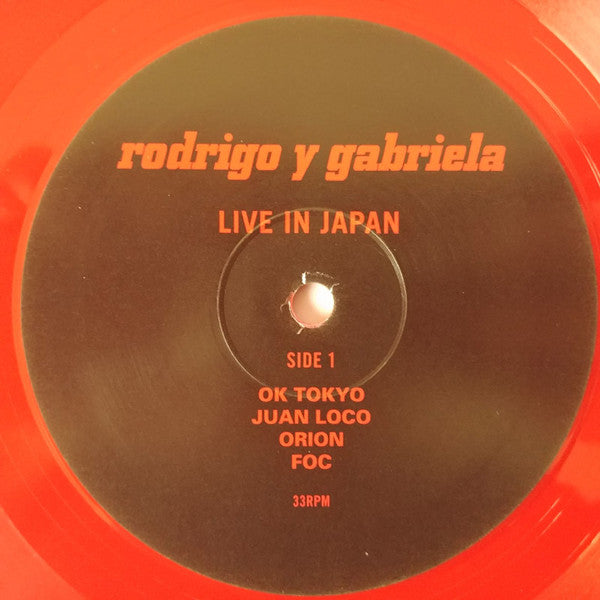 rodrigo y gabriela
LIVE IN JAPAN
SIDE 1
OK TOKYO
JUAN LOCO
ORION
FOC
33RPM